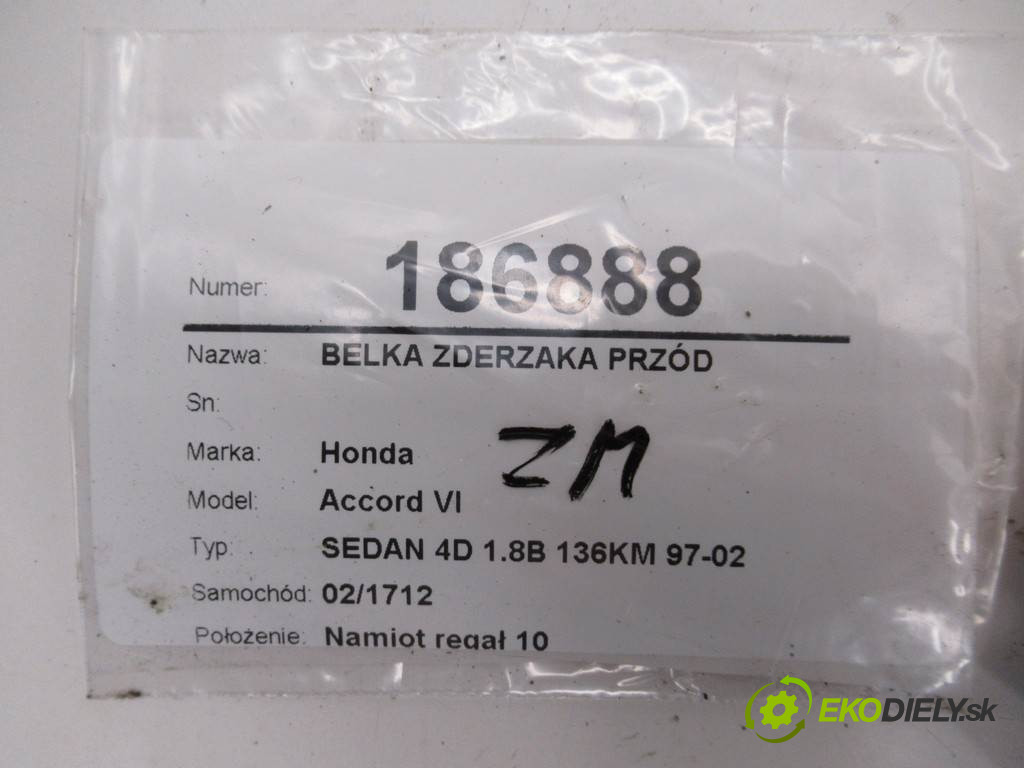 Numer: 186888
Nazwa: BELKA ZDERZAKA PRZÓD
Sn:
Marka: Honda
ZM
Model: Accord VI
Typ: SEDAN 4D 1.8B 136KM 97-02
Samochód: 02/1712
Położenie: Namiot regał 10
EKODIELY.sk